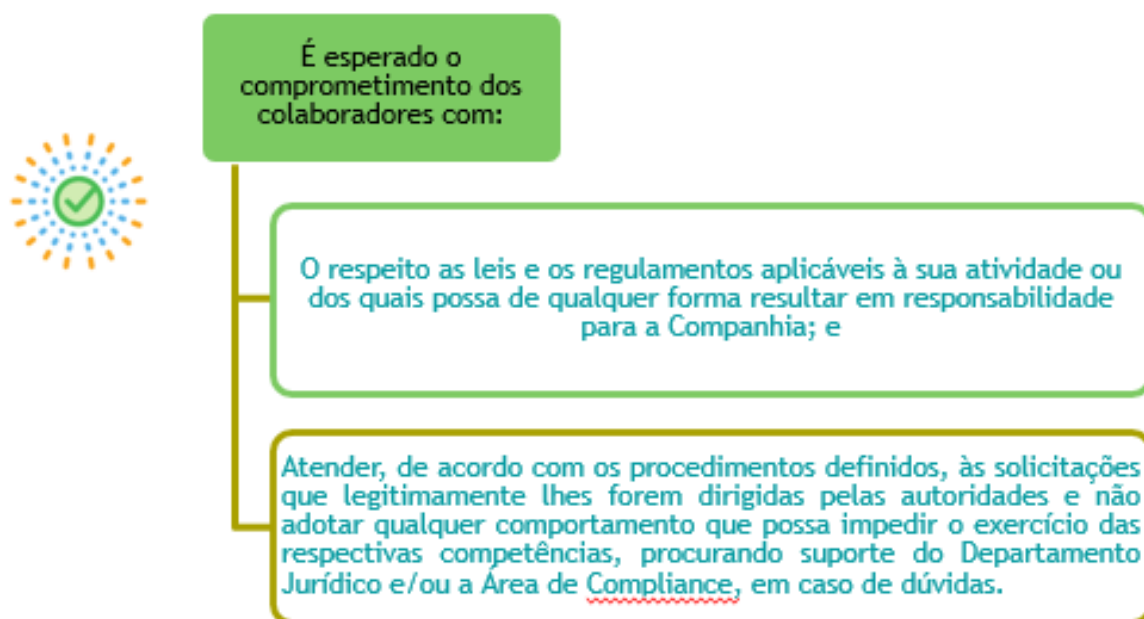 É esperado o
comprometimento dos
colaboradores com:
O respeito as leis e os regulamentos aplicáveis à sua atividade ou
dos quais possa de qualquer forma resultar em responsabilidade
para a Companhia; e
Atender, de acordo com os procedimentos definidos, às solicitações
que legitimamente lhes forem dirigidas pelas autoridades e não
adotar qualquer comportamento que possa impedir o exercício das
respectivas competências, procurando suporte do Departamento
Jurídico e/ou a Área de Compliance, em caso de dúvidas.